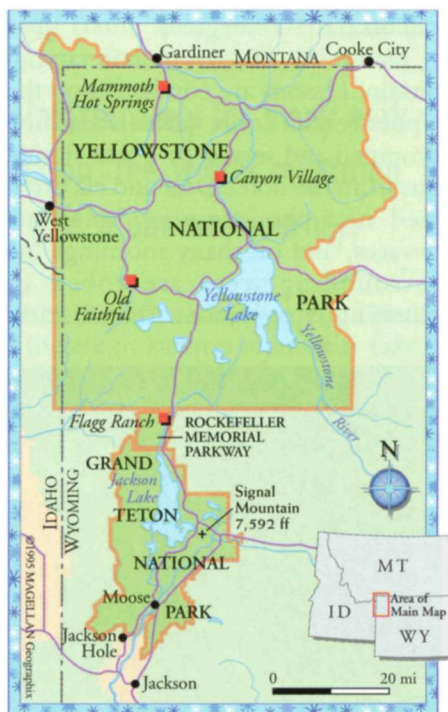 Gardiner
MONTANA
Cooke City
Mammoth
Hot Springs
YELLOWSTONE
Canyon Village
West
Yellowstone
NATIONAL
Old
Faithful
Yellowstone
Lake
PARK
Yellowstone
River
Flagg Ranch
ROCKEFELLER
MEMORIAL
PARKWAY
N
GRAND
Jackson
Lake
TETON
Signal
Mountain
7,592 ff
IDAHO
WYOMING
NATIONAL
MT
Area of
Main Map
ID
WY
Moose
PARK
Jackson
Hole
Jackson
0 20 mi
©1995 MAGELLAN Geographix